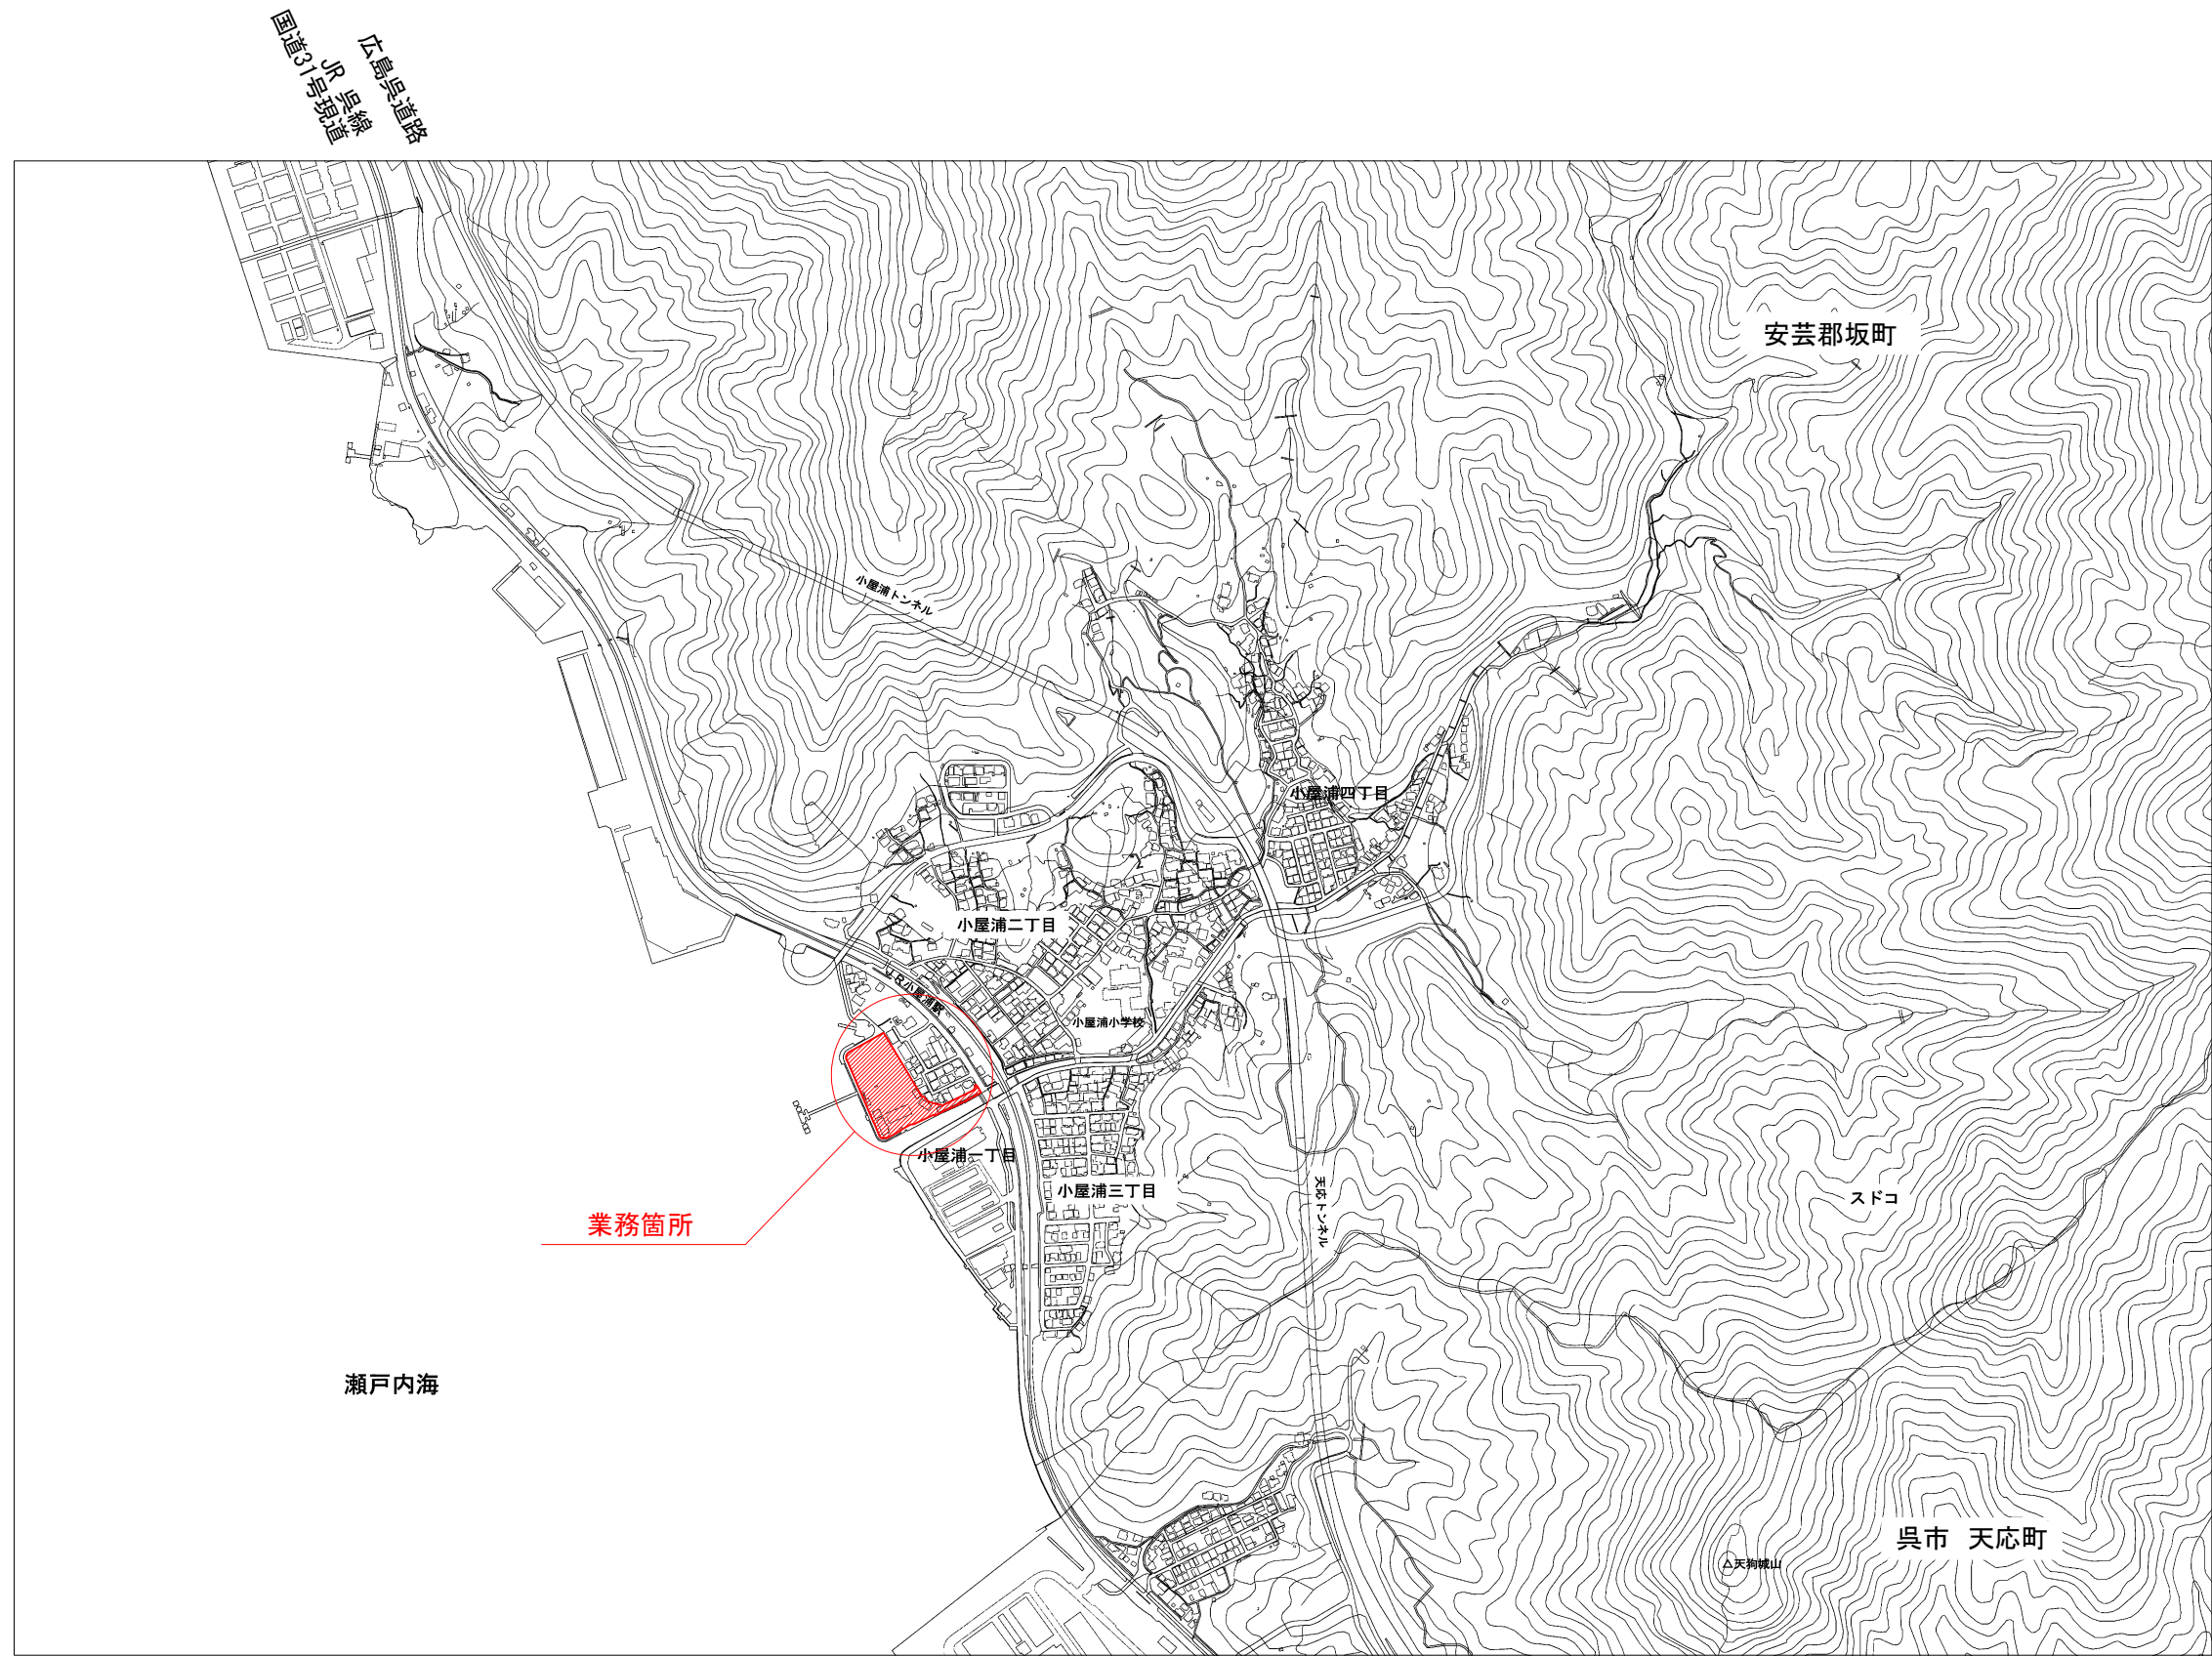 国道31号現道
JR 呉線
広島呉道路
安芸郡坂町
小屋浦トンネル
小屋浦四丁目
小屋浦二丁目
JR小屋浦駅
小屋浦小学校
小屋浦一丁目
小屋浦三丁目
天応トンネル
スドコ
業務箇所
瀬戸内海
呉市 天応町
△天狗城山